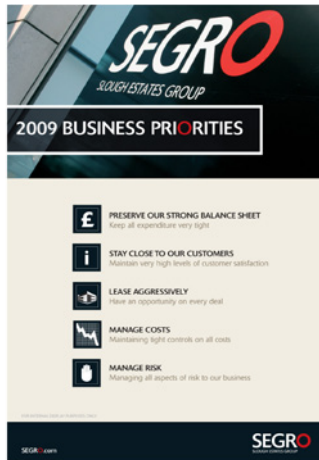 SEGRO
SLOUGH ESTATES GROUP
2009 BUSINESS PRIORITIES
£
PRESERVE OUR STRONG BALANCE SHEET
Keep all expenditure very tight
i
STAY CLOSE TO OUR CUSTOMERS
Maintain very high levels of customer satisfaction
LEASE AGGRESSIVELY
Have an opportunity on every deal
MANAGE COSTS
Maintaining tight controls on all costs
MANAGE RISK
Managing all aspects of risk to our business
SEGRO.com
SEGRO
SLOUGH ESTATES GROUP